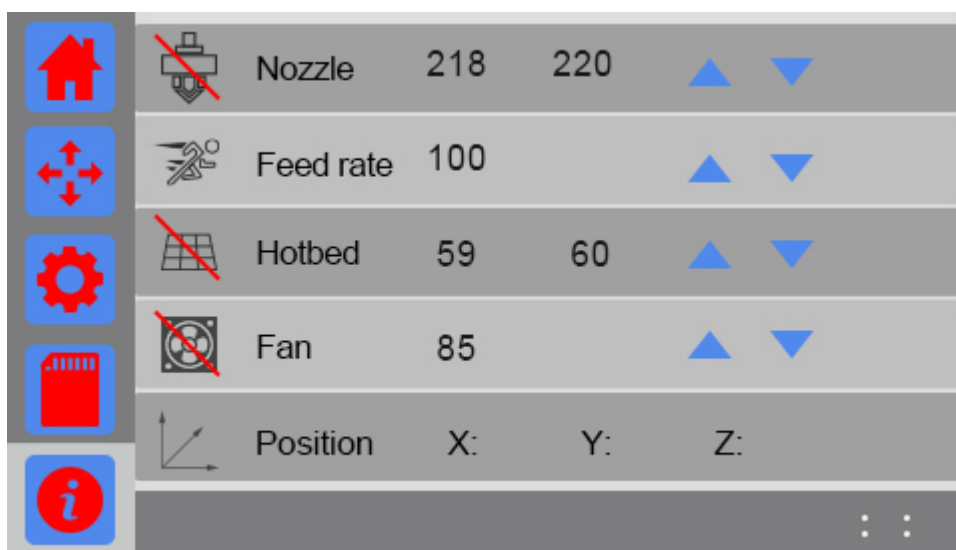 Nozzle 218 220
Feed rate 100
Hotbed 59 60
Fan 85
Position X: Y: Z:
i
: :